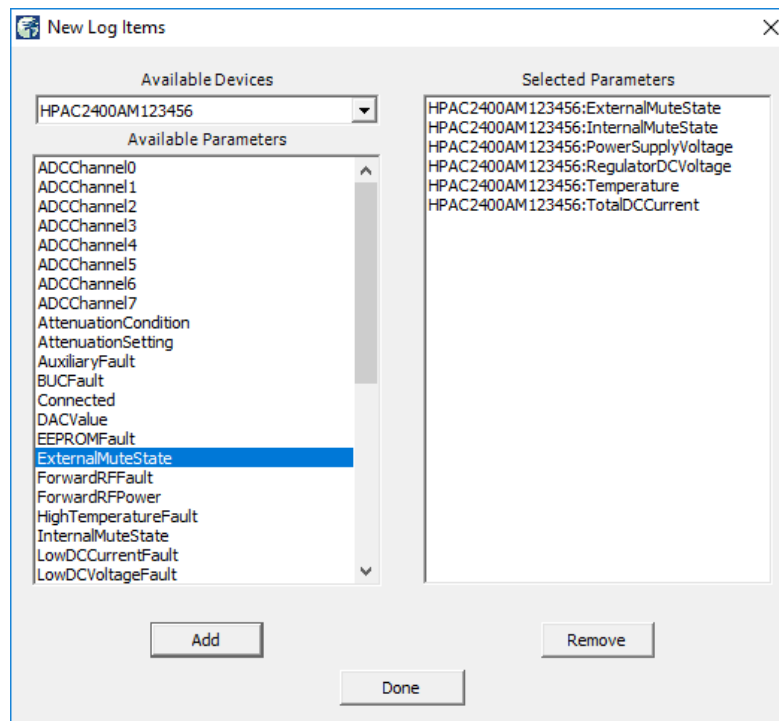 New Log Items
Available Devices
HPAC2400AM123456
Available Parameters
ADCChannel0
ADCChannel1
ADCChannel2
ADCChannel3
ADCChannel4
ADCChannel5
ADCChannel6
ADCChannel7
AttenuationCondition
AttenuationSetting
AuxiliaryFault
BUCFault
Connected
DACValue
EEPROMFault
ExternalMuteState
ForwardRFFault
ForwardRFPower
HighTemperatureFault
InternalMuteState
LowDCCurrentFault
LowDCVoltageFault
Add
Selected Parameters
HPAC2400AM123456:ExternalMuteState
HPAC2400AM123456:InternalMuteState
HPAC2400AM123456:PowerSupplyVoltage
HPAC2400AM123456:RegulatorDCVoltage
HPAC2400AM123456:Temperature
HPAC2400AM123456:TotalDCCurrent
Remove
Done